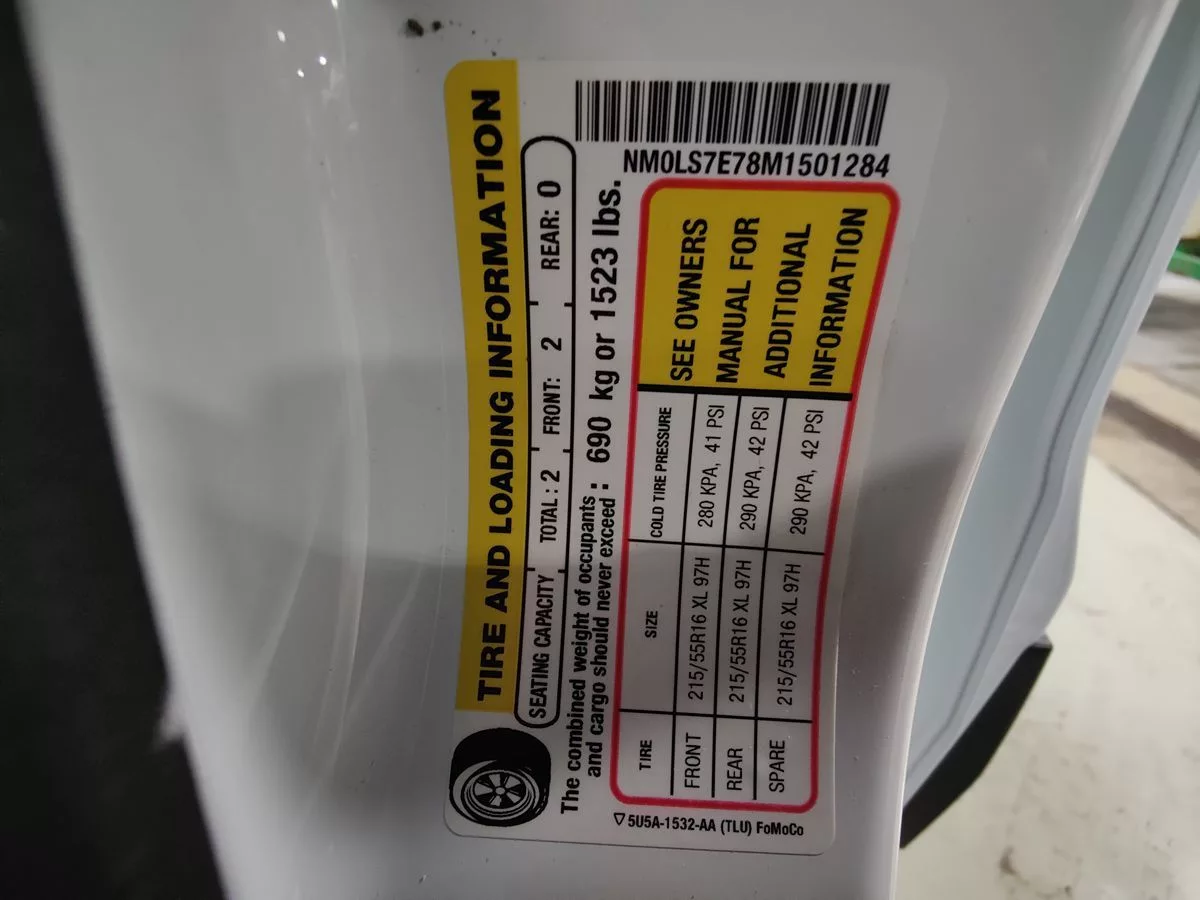 TIRE AND LOADING INFORMATION
SEATING CAPACITY TOTAL : 2 FRONT: 2 REAR: 0
The combined weight of occupants and cargo should never exceed : 690 kg or 1523 lbs.
NM0LS7E78M1501284
TIRE SIZE COLD TIRE PRESSURE
FRONT 215/55R16 XL 97H 280 KPA, 41 PSI
REAR 215/55R16 XL 97H 290 KPA, 42 PSI
SPARE 215/55R16 XL 97H 290 KPA, 42 PSI
SEE OWNERS
MANUAL FOR
ADDITIONAL
INFORMATION
▽ 5U5A-1532-AA (TLU) FoMoCo